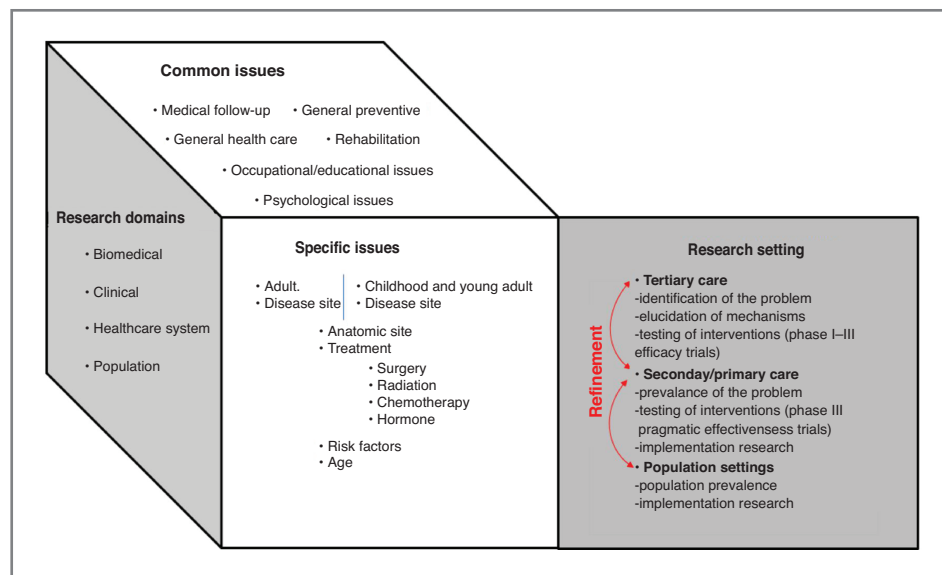 Common issues
• Medical follow-up • General preventive
• General health care • Rehabilitation
• Occupational/educational issues
• Psychological issues
Research domains
• Biomedical
• Clinical
• Healthcare system
• Population
Specific issues
• Adult. • Childhood and young adult
• Disease site • Disease site
• Anatomic site
• Treatment
• Surgery
• Radiation
• Chemotherapy
• Hormone
• Risk factors
• Age
Research setting
Refinement
• Tertiary care
-identification of the problem
-elucidation of mechanisms
-testing of interventions (phase I–III
efficacy trials)
• Seconday/primary care
-prevalance of the problem
-testing of interventions (phase III
pragmatic effectivensess trials)
-implementation research
• Population settings
-population prevalence
-implementation research